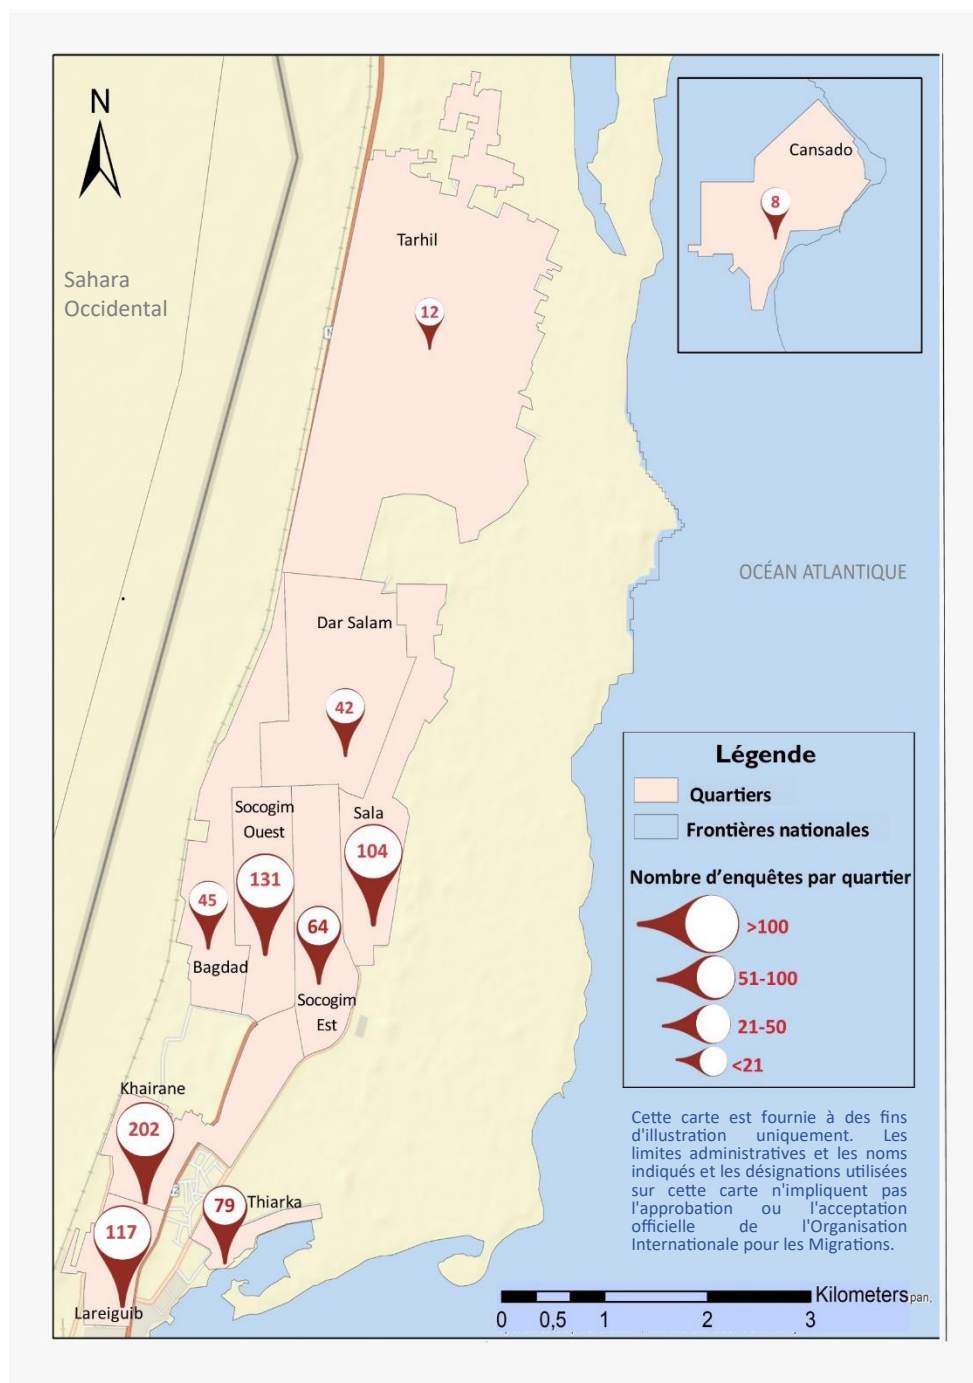 N
Cansado
8
Tarhil
Sahara
Occidental
12
N
OCÉAN ATLANTIQUE
Dar Salam
42
Légende
Quartiers
Frontières nationales
Nombre d'enquêtes par quartier
>100
51-100
21-50
<21
Socogim
Ouest
Sala
104
131
45
64
Bagdad
Socogim
Est
Khairane
202
79
Thiarka
117
Lareiguib
Cette carte est fournie à des fins
d'illustration uniquement. Les
limites administratives et les noms
indiqués et les désignations utilisées
sur cette carte n'impliquent pas
l'approbation ou l'acceptation
officielle de l'Organisation
Internationale pour les Migrations.
Kilometers
pan,
0 0,5 1 2 3